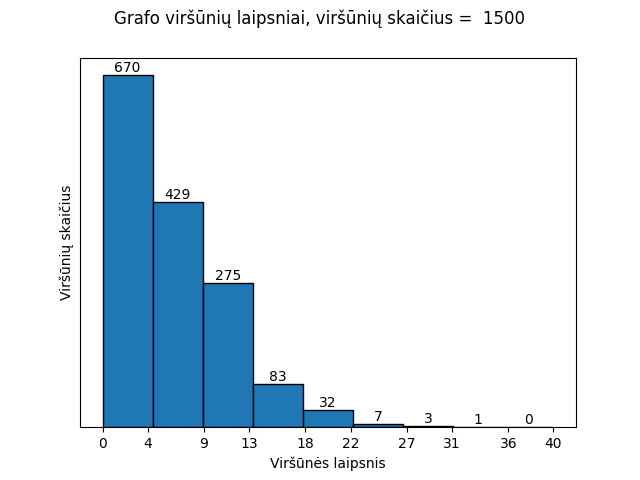 Grafo viršūnių laipsniai, viršūnių skaičius =  1500
670
429
275
83
32
7
3
1
0
Viršūnių skaičius
0 4 9 13 18 22 27 31 36 40
Viršūnės laipsnis